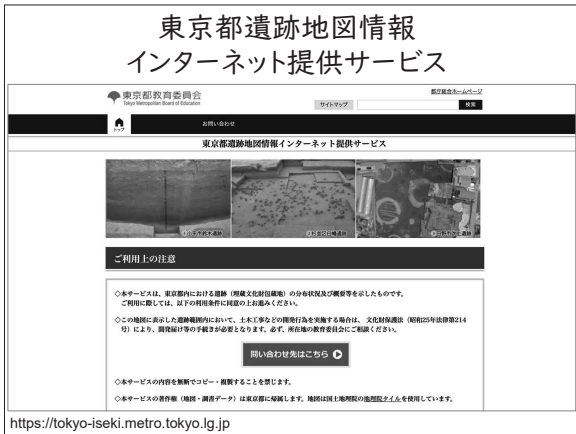 東京都遺跡地図情報
インターネット提供サービス
東京都教育委員会
Tokyo Metropolitan Board of Education
都庁総合ホームページ
サイトマップ
検索
トップ
お問い合わせ
東京都遺跡地図情報インターネット提供サービス
ご利用上の注意
◇本サービスは、東京都内における遺跡（埋蔵文化財包蔵地）の分布状況及び概要等を示したものです。
ご利用に際しては、以下の利用条件に同意の上お進みください。
◇この地図に表示した遺跡範囲内において、土木工事などの開発行為を実施する場合は、文化財保護法（昭和25年法律第214
号）により、開発届け等の手続きが必要となります。必ず、所在地の教育委員会にご相談ください。
問い合わせ先はこちら
◇本サービスの内容を無断でコピー・複製することを禁じます。
◇本サービスの著作権（地図・調書データ）は東京都に帰属します。地図は国土地理院の地理院タイルを使用しています。
https://tokyo-iseki.metro.tokyo.lg.jp